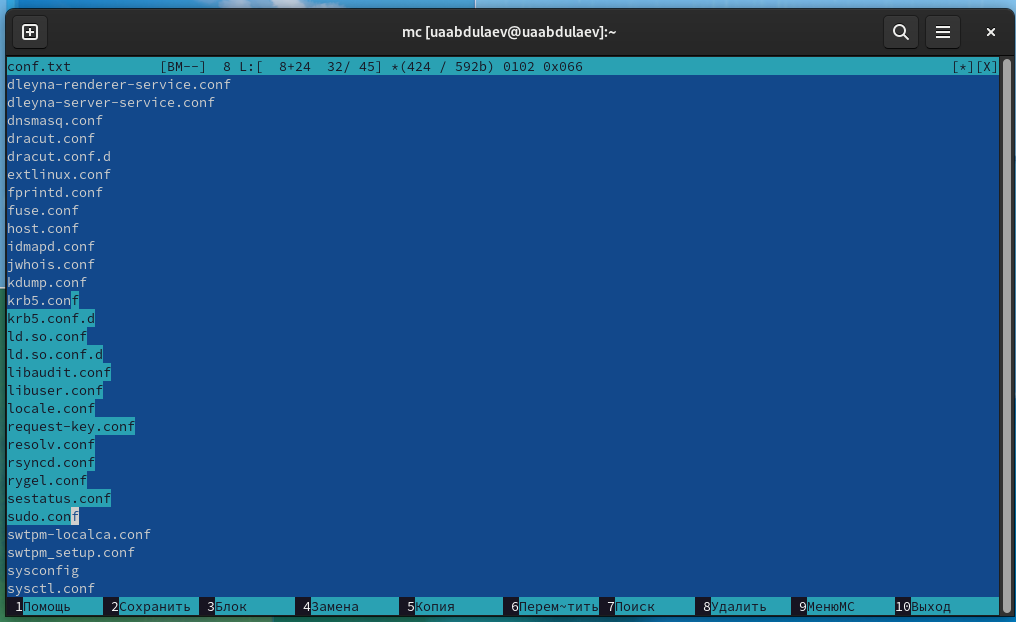 mc [uaabdulaev@uaabdulaev]:~
conf.txt [BM--] 8 L:[ 8+24 32/ 45] *(424 / 592b) 0102 0x066 [*][X]
dleyna-renderer-service.conf
dleyna-server-service.conf
dnsmasq.conf
dracut.conf
dracut.conf.d
extlinux.conf
fprintd.conf
fuse.conf
host.conf
idmapd.conf
jwhois.conf
kdump.conf
krb5.conf
krb5.conf.d
ld.so.conf
ld.so.conf.d
libaudit.conf
libuser.conf
locale.conf
request-key.conf
resolv.conf
rsyncd.conf
rygel.conf
sestatus.conf
sudo.conf
swtpm-localca.conf
swtpm_setup.conf
sysconfig
sysctl.conf
1Помощь 2Сохранить 3Блок 4Замена 5Копия 6Перем~тить 7Поиск 8Удалить 9МенюMC 10Выход